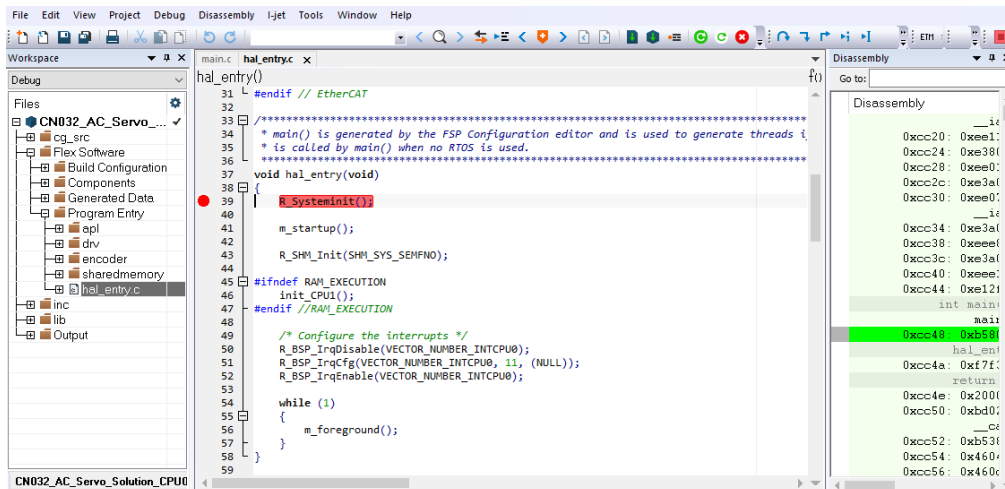 File Edit View Project Debug Disassembly I-jet Tools Window Help
ETM
Workspace
Debug
Files
CN032_AC_Servo_...
cg_src
Flex Software
Build Configuration
Components
Generated Data
Program Entry
apl
drv
encoder
sharedmemory
hal_entry.c
inc
lib
Output
CN032_AC_Servo_Solution_CPU0
main.c hal_entry.c x
hal_entry() f()
31 #endif // EtherCAT
32
33 /*******************************************************************************
34 * main() is generated by the FSP Configuration editor and is used to generate threads
35 * is called by main() when no RTOS is used.
36 *******************************************************************************
37 void hal_entry(void)
38 {
39 R_Systeminit();
40
41 m_startup();
42
43 R_SHM_Init(SHM_SYS_SEMFNO);
44
45 #ifndef RAM_EXECUTION
46 init_CPU1();
47 #endif //RAM_EXECUTION
48
49 /* Configure the interrupts */
50 R_BSP_IrqDisable(VECTOR_NUMBER_INTCPU0);
51 R_BSP_IrqCfg(VECTOR_NUMBER_INTCPU0, 11, (NULL));
52 R_BSP_IrqEnable(VECTOR_NUMBER_INTCPU0);
53
54 while (1)
55 {
56 m_foreground();
57 }
58 }
59
Disassembly
Go to:
Disassembly
0xcc20:
0xcc24:
0xcc28:
0xcc2c:
0xcc30:
0xcc34:
0xcc38:
0xcc3c:
0xcc40:
0xcc44:
int main
main
0xcc48: 0xb580
hal_ent
0xcc4a:
return
0xcc4e:
0xcc50:
0xcc52:
0xcc54:
0xcc56: